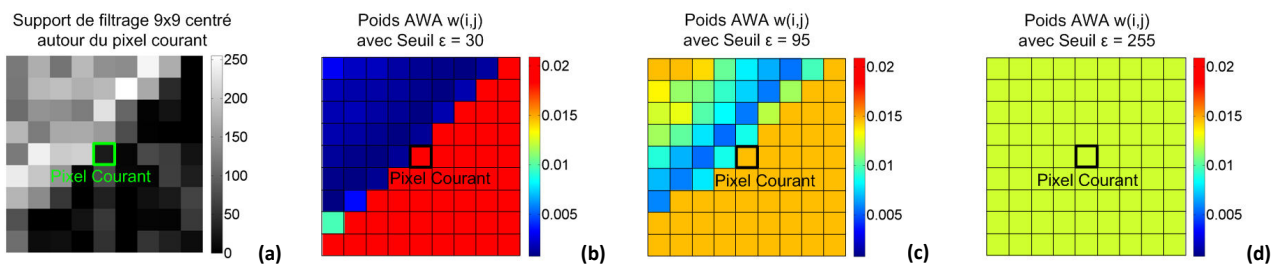 Support de filtrage 9x9 centré
autour du pixel courant
250
200
150
100
50
0
Pixel Courant
(a)
Poids AWA w(i,j)
avec Seuil ε = 30
0.02
0.015
0.01
0.005
Pixel Courant
(b)
Poids AWA w(i,j)
avec Seuil ε = 95
0.02
0.015
0.01
0.005
Pixel Courant
(c)
Poids AWA w(i,j)
avec Seuil ε = 255
0.02
0.015
0.01
0.005
Pixel Courant
(d)